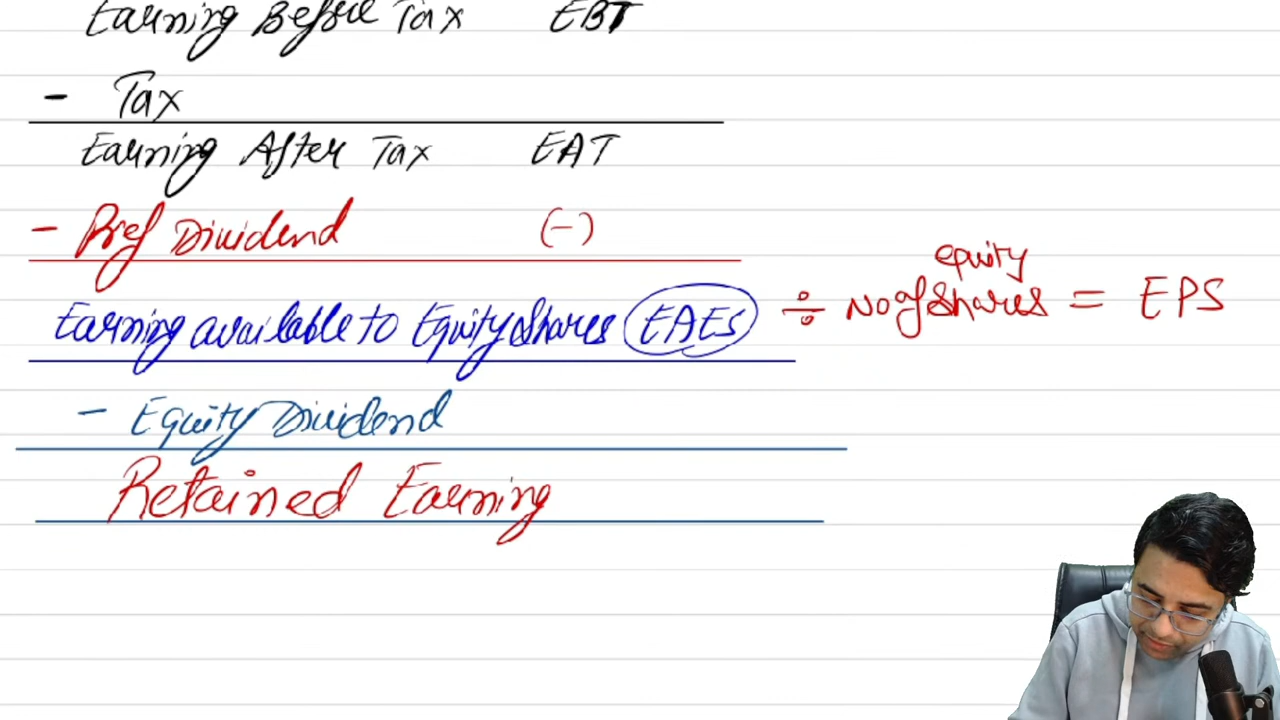 Earning Before Tax EBT
- Tax
Earning After Tax EAT
- Pref Dividend (-)
Earning available to Equity Shares EAES ÷ No of equity shares = EPS
- Equity Dividend
Retained Earning